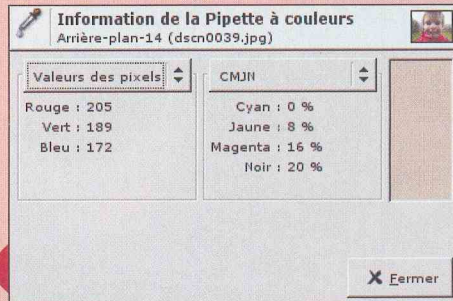 Information de la Pipette à couleurs
Arrière-plan-14 (dscn0039.jpg)
Valeurs des pixels
Rouge : 205
Vert : 189
Bleu : 172
CMJN
Cyan : 0 %
Jaune : 8 %
Magenta : 16 %
Noir : 20 %
Fermer